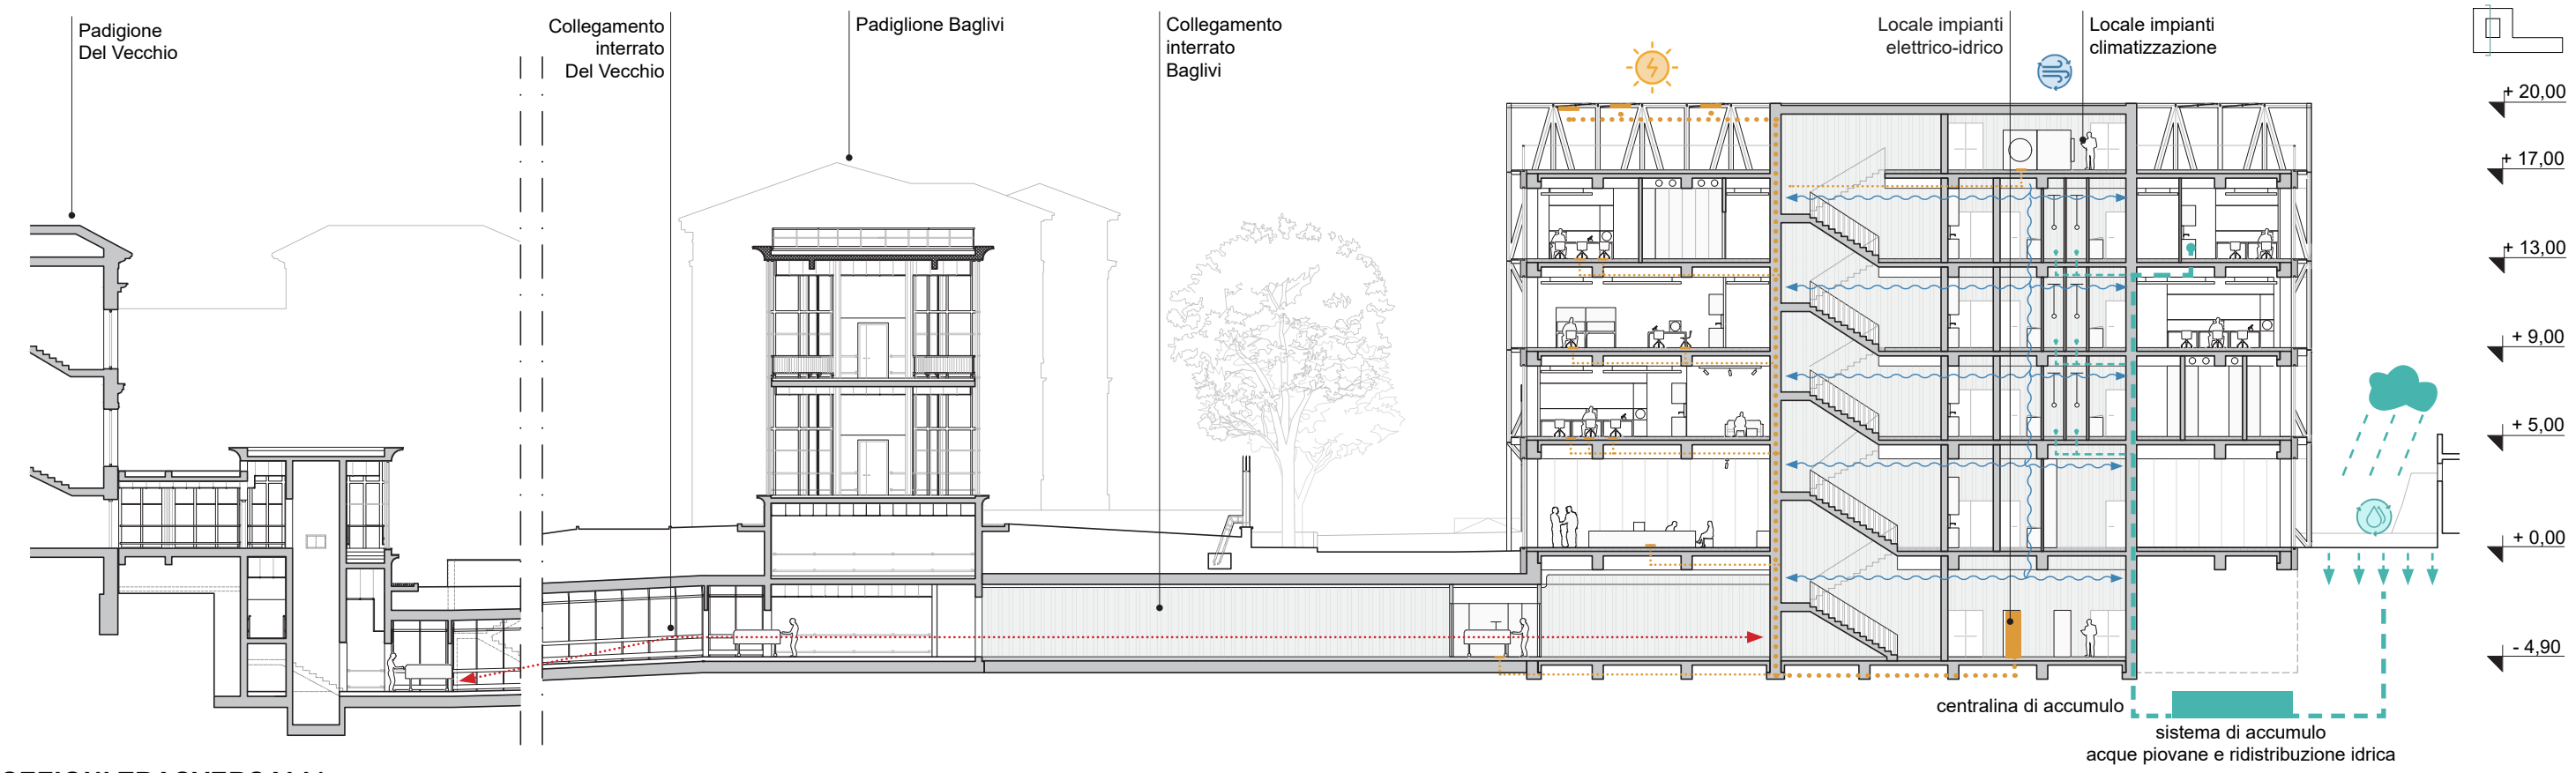 Padigione
Del Vecchio
Collegamento
interrato
Del Vecchio
Padiglione Baglivi
Collegamento
interrato
Baglivi
Locale impianti
elettrico-idrico
Locale impianti
climatizzazione
+ 20,00
+ 17,00
+ 13,00
+ 9,00
+ 5,00
+ 0,00
- 4,90
centralina di accumulo
sistema di accumulo
acque piovane e ridistribuzione idrica